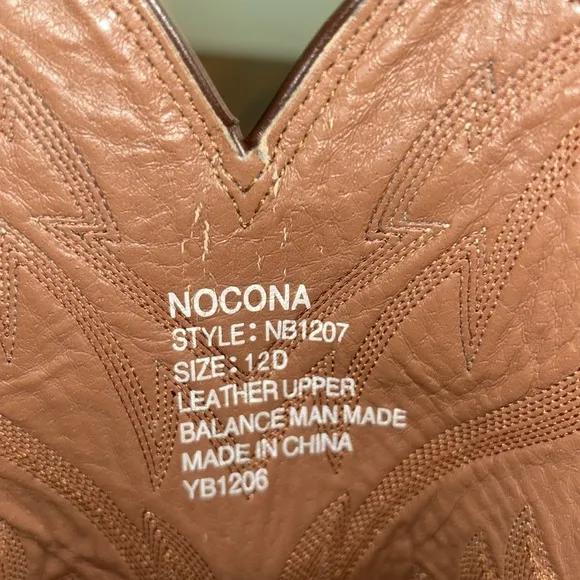 NOCONA
STYLE: NB1207
SIZE: 12D
LEATHER UPPER
BALANCE MAN MADE
MADE IN CHINA
YB1206